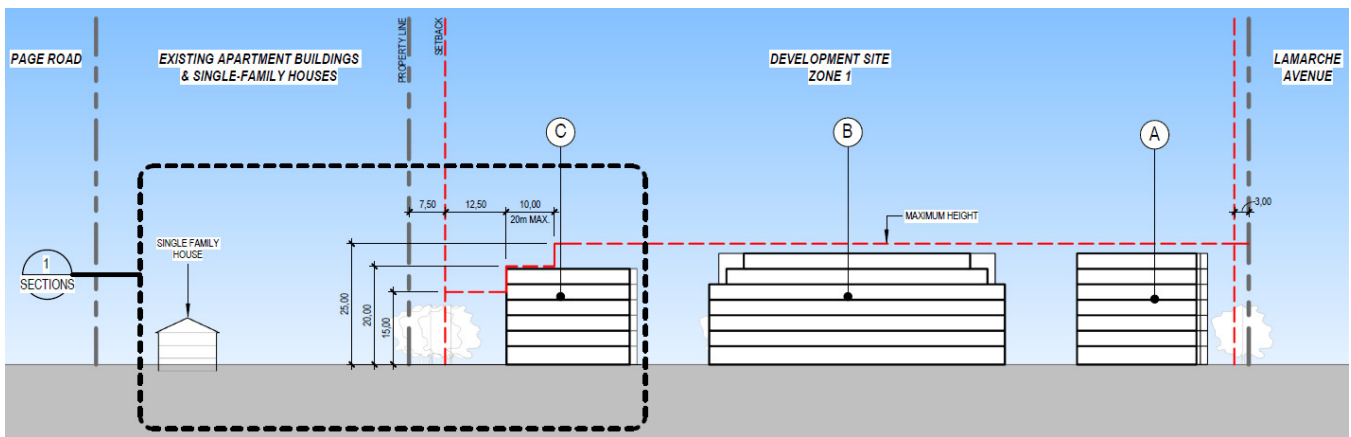 PAGE ROAD
EXISTING APARTMENT BUILDINGS
& SINGLE-FAMILY HOUSES
PROPERTY LINE
SETBACK
DEVELOPMENT SITE
ZONE 1
LAMARCHE
AVENUE
C
B
A
7,50
12,50
10,00
20m MAX.
3,00
MAXIMUM HEIGHT
SINGLE FAMILY
HOUSE
1
SECTIONS
25,00
20,00
15,00